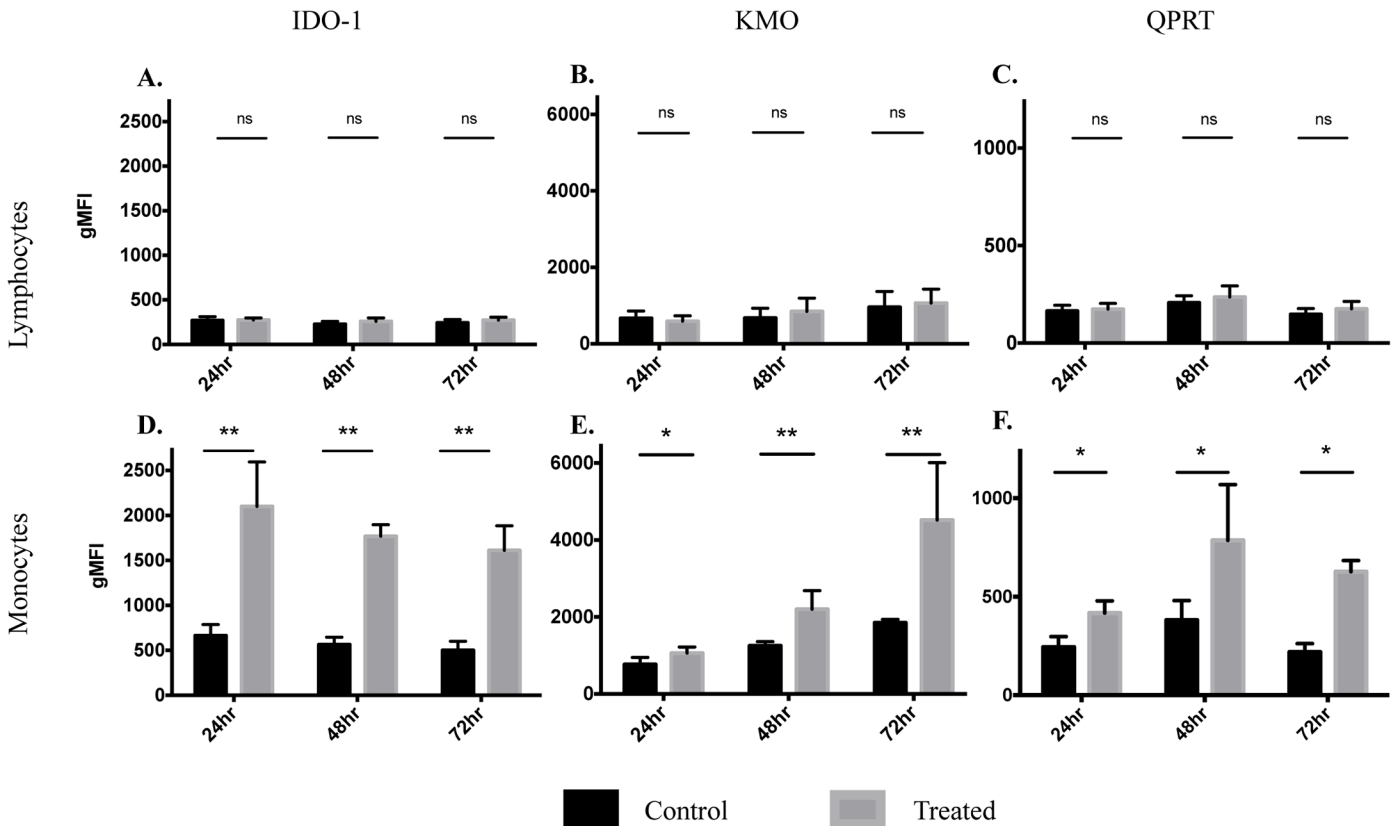 IDO-1 KMO QPRT
A. B. C.
Lymphocytes
gMFI
2500
2000
1500
1000
500
0
ns ns ns
24hr 48hr 72hr
6000
4000
2000
0
ns ns ns
24hr 48hr 72hr
1000
500
0
ns ns ns
24hr 48hr 72hr
D. E. F.
Monocytes
gMFI
2500
2000
1500
1000
500
0
** ** **
24hr 48hr 72hr
6000
4000
2000
0
* ** **
24hr 48hr 72hr
1000
500
0
* * *
24hr 48hr 72hr
Control Treated